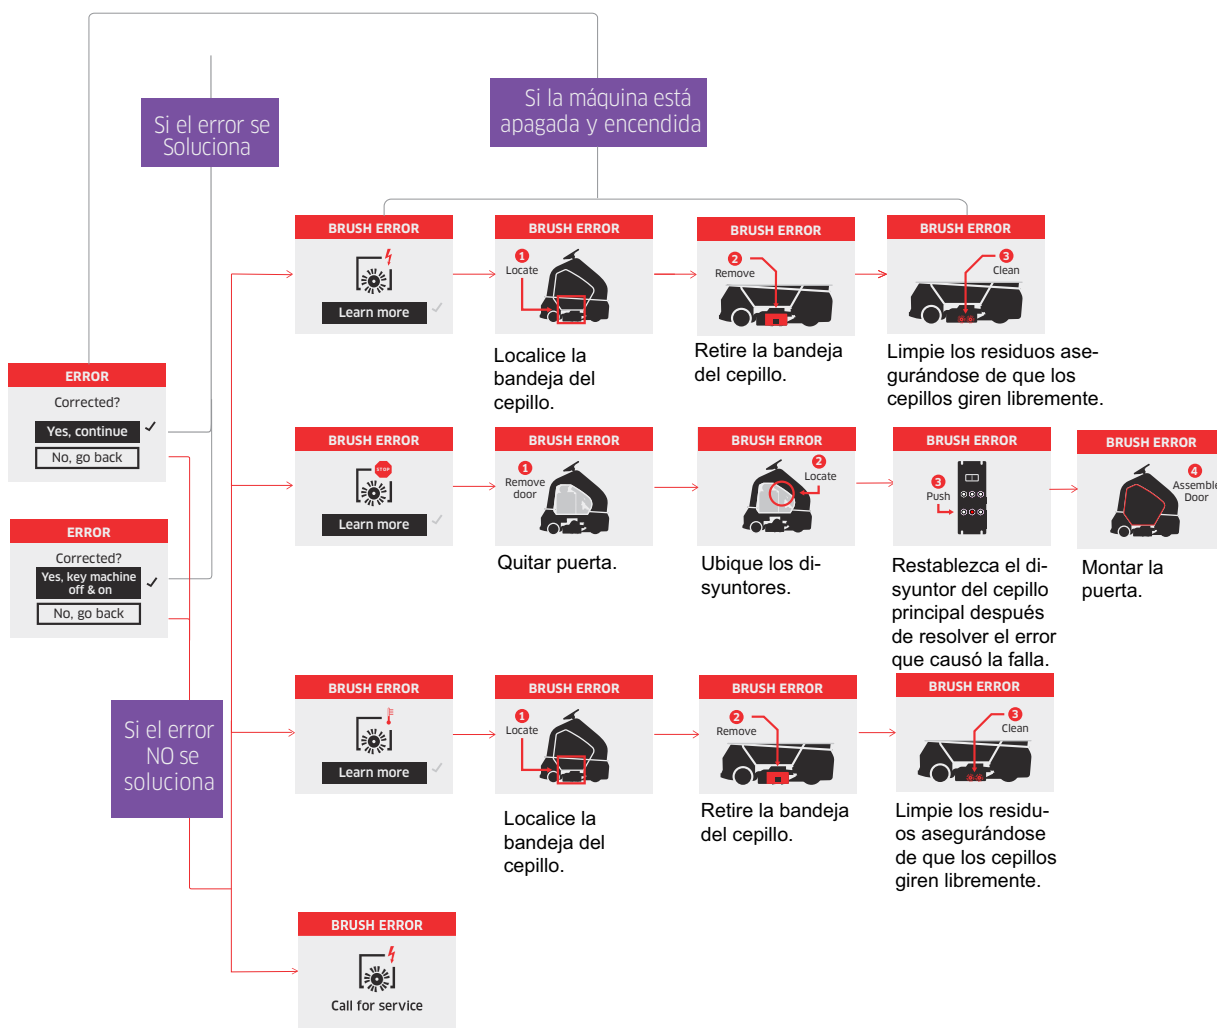 Si el error se
Soluciona
Si la máquina está
apagada y encendida
BRUSH ERROR
Learn more
BRUSH ERROR
1
Locate
Localice la
bandeja del
cepillo.
BRUSH ERROR
2
Remove
Retire la bandeja
del cepillo.
BRUSH ERROR
3
Clean
Limpie los residuos ase-
gurándose de que los
cepillos giren libremente.
ERROR
Corrected?
Yes, continue
No, go back
BRUSH ERROR
STOP
Learn more
BRUSH ERROR
1
Remove
door
Quitar puerta.
BRUSH ERROR
2
Locate
Ubique los di-
syuntores.
BRUSH ERROR
3
Push
Restablezca el di-
syuntor del cepillo
principal después
de resolver el error
que causó la falla.
BRUSH ERROR
4
Assemble
Door
Montar la
puerta.
ERROR
Corrected?
Yes, key machine
off & on
No, go back
Si el error
NO se
soluciona
BRUSH ERROR
Learn more
BRUSH ERROR
1
Locate
Localice la
bandeja del
cepillo.
BRUSH ERROR
2
Remove
Retire la bandeja
del cepillo.
BRUSH ERROR
3
Clean
Limpie los residu-
os asegurándose
de que los cepillos
giren libremente.
BRUSH ERROR
Call for service